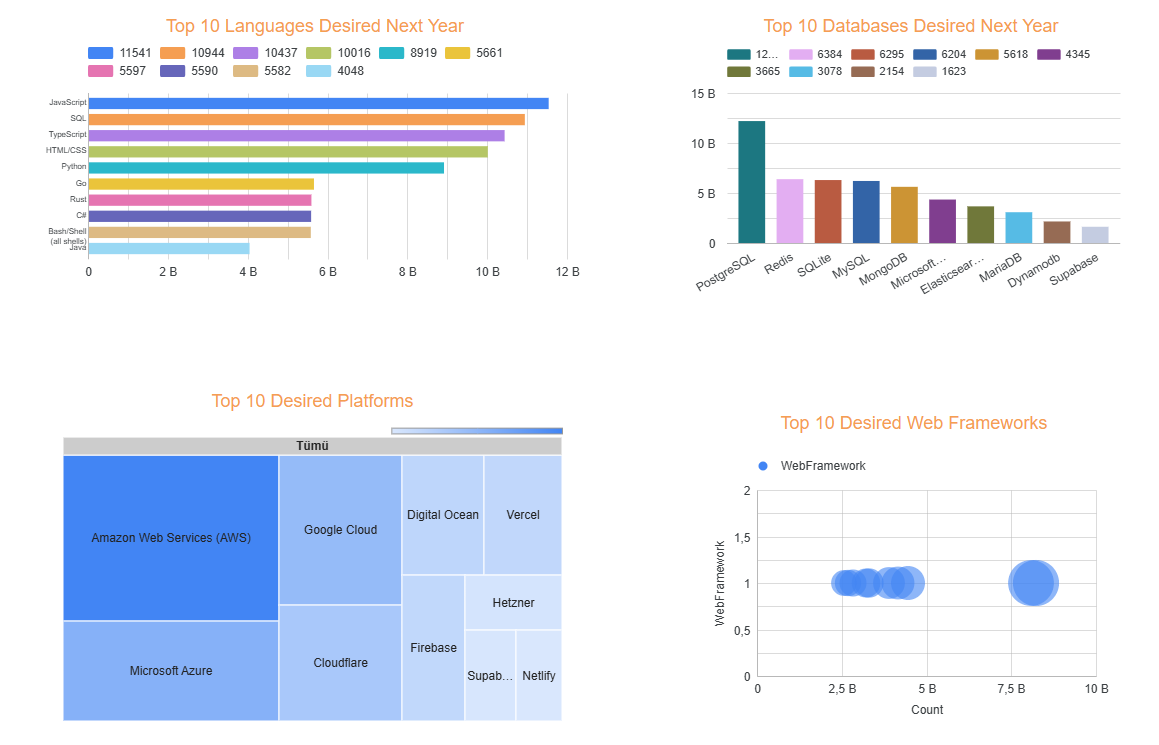 Top 10 Languages Desired Next Year
11541 10944 10437 10016 8919 5661
5597 5590 5582 4048
JavaScript
SQL
TypeScript
HTML/CSS
Python
Go
Rust
C#
Bash/Shell
(all shells)
Java
0 2 B 4 B 6 B 8 B 10 B 12 B
Top 10 Databases Desired Next Year
12… 6384 6295 6204 5618 4345
3665 3078 2154 1623
15 B
10 B
5 B
0
PostgreSQL Redis SQLite MySQL MongoDB Microsoft… Elasticsear… MariaDB Dynamodb Supabase
Top 10 Desired Platforms
Tümü
Amazon Web Services (AWS)
Microsoft Azure
Google Cloud
Cloudflare
Digital Ocean
Vercel
Firebase
Hetzner
Supab…
Netlify
Top 10 Desired Web Frameworks
WebFramework
WebFramework
2
1,5
1
0,5
0
0 2,5 B 5 B 7,5 B 10 B
Count